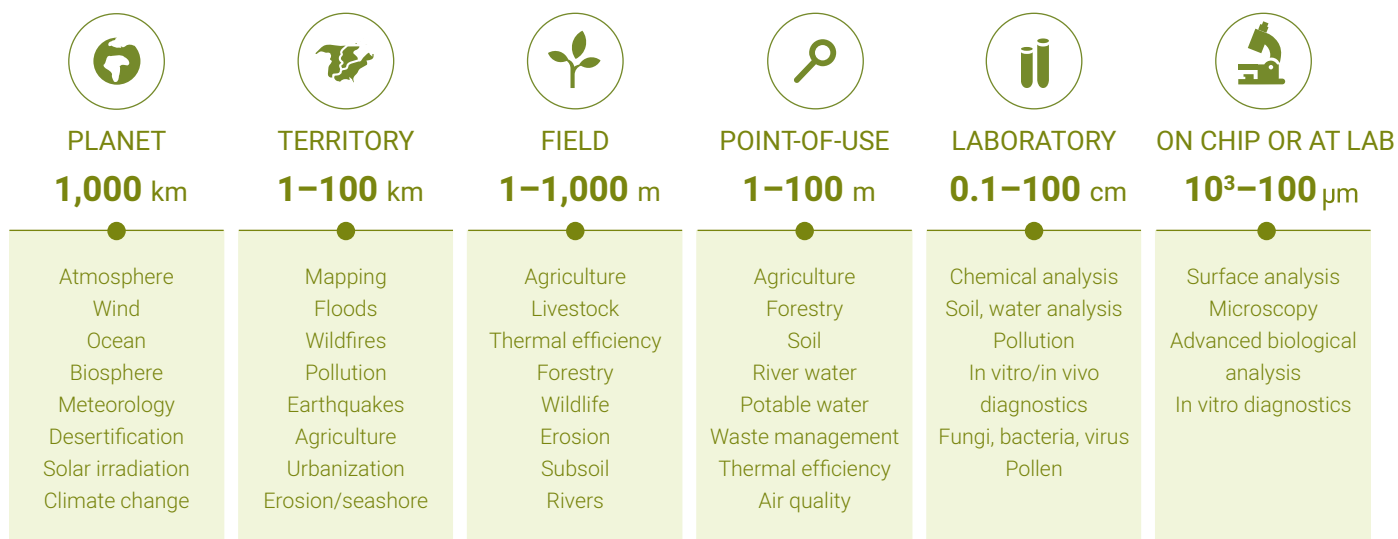 PLANET
1,000 km
Atmosphere
Wind
Ocean
Biosphere
Meteorology
Desertification
Solar irradiation
Climate change
TERRITORY
1–100 km
Mapping
Floods
Wildfires
Pollution
Earthquakes
Agriculture
Urbanization
Erosion/seashore
FIELD
1–1,000 m
Agriculture
Livestock
Thermal efficiency
Forestry
Wildlife
Erosion
Subsoil
Rivers
POINT-OF-USE
1–100 m
Agriculture
Forestry
Soil
River water
Potable water
Waste management
Thermal efficiency
Air quality
LABORATORY
0.1–100 cm
Chemical analysis
Soil, water analysis
Pollution
In vitro/in vivo
diagnostics
Fungi, bacteria, virus
Pollen
ON CHIP OR AT LAB
10³–100 µm
Surface analysis
Microscopy
Advanced biological
analysis
In vitro diagnostics